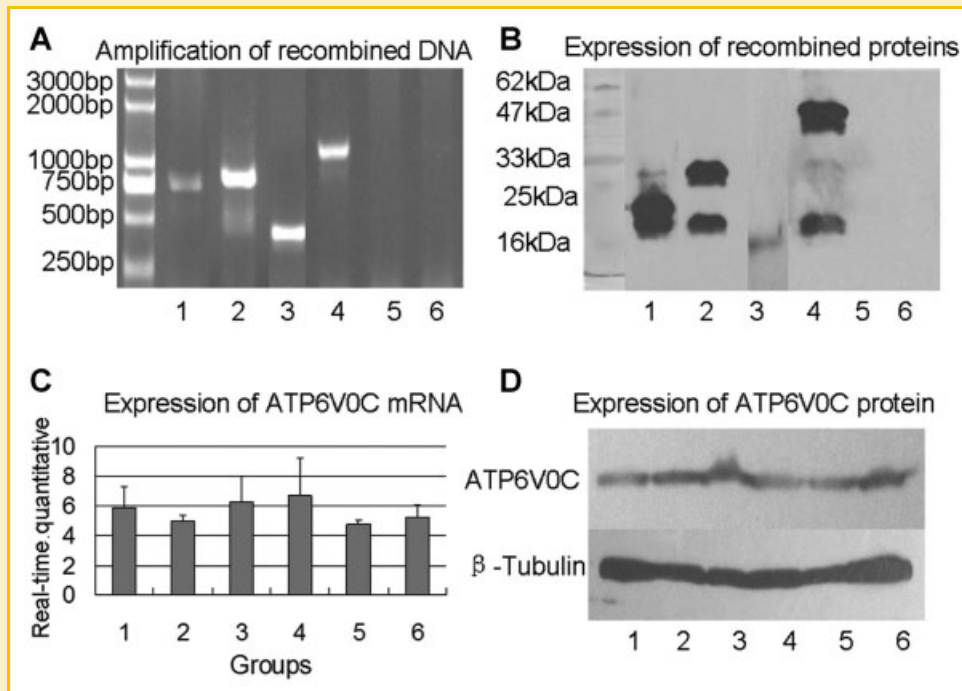 A
Amplification of recombined DNA
3000bp
2000bp
1000bp
750bp
500bp
250bp
1 2 3 4 5 6
B
Expression of recombined proteins
62kDa
47kDa
33kDa
25kDa
16kDa
1 2 3 4 5 6
C
Expression of ATP6V0C mRNA
Real-time.quantitative
10
8
6
4
2
0
1 2 3 4 5 6
Groups
D
Expression of ATP6V0C protein
ATP6V0C
β-Tubulin
1 2 3 4 5 6